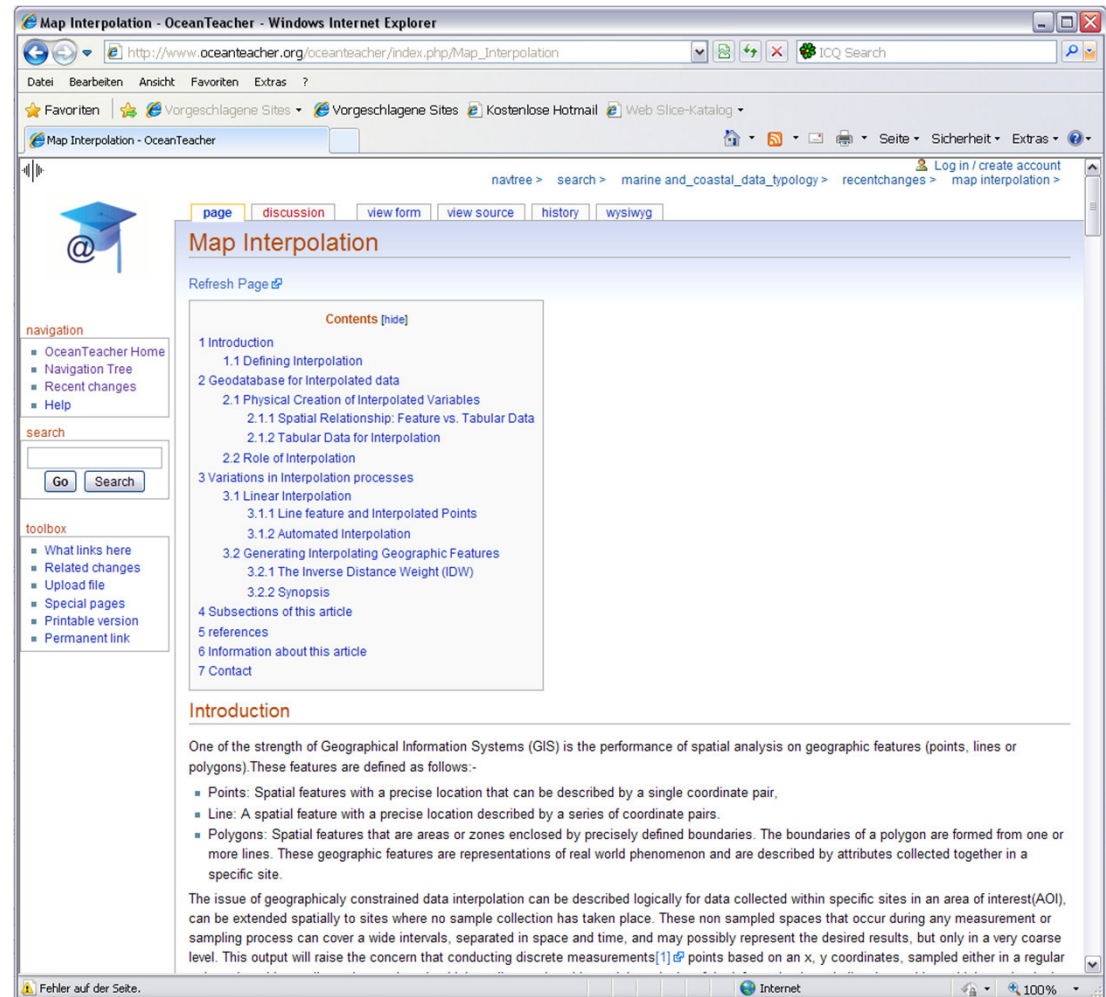 Map Interpolation - OceanTeacher - Windows Internet Explorer
http://www.oceanteacher.org/oceanteacher/index.php/Map_Interpolation
ICQ Search
Datei Bearbeiten Ansicht Favoriten Extras ?
Favoriten Vorgeschlagene Sites Vorgeschlagene Sites Kostenlose Hotmail Web Slice-Katalog
Map Interpolation - OceanTeacher
Seite Sicherheit Extras
Log in / create account
navtree > search > marine and_coastal_data_typology > recentchanges > map interpolation >
page discussion view form view source history wysiwyg
@
Map Interpolation
Refresh Page
Contents [hide]
1 Introduction
1.1 Defining Interpolation
2 Geodatabase for Interpolated data
2.1 Physical Creation of Interpolated Variables
2.1.1 Spatial Relationship: Feature vs. Tabular Data
2.1.2 Tabular Data for Interpolation
2.2 Role of Interpolation
3 Variations in Interpolation processes
3.1 Linear Interpolation
3.1.1 Line feature and Interpolated Points
3.1.2 Automated Interpolation
3.2 Generating Interpolating Geographic Features
3.2.1 The Inverse Distance Weight (IDW)
3.2.2 Synopsis
4 Subsections of this article
5 references
6 Information about this article
7 Contact
navigation
OceanTeacher Home
Navigation Tree
Recent changes
Help
search
Go Search
toolbox
What links here
Related changes
Upload file
Special pages
Printable version
Permanent link
Introduction
One of the strength of Geographical Information Systems (GIS) is the performance of spatial analysis on geographic features (points, lines or
polygons).These features are defined as follows:-
Points: Spatial features with a precise location that can be described by a single coordinate pair,
Line: A spatial feature with a precise location described by a series of coordinate pairs.
Polygons: Spatial features that are areas or zones enclosed by precisely defined boundaries. The boundaries of a polygon are formed from one or
more lines. These geographic features are representations of real world phenomenon and are described by attributes collected together in a
specific site.
The issue of geographicaly constrained data interpolation can be described logically for data collected within specific sites in an area of interest(AOI),
can be extended spatially to sites where no sample collection has taken place. These non sampled spaces that occur during any measurement or
sampling process can cover a wide intervals, separated in space and time, and may possibly represent the desired results, but only in a very coarse
level. This output will raise the concern that conducting discrete measurements[1] points based on an x, y coordinates, sampled either in a regular
Fehler auf der Seite.
Internet
100%